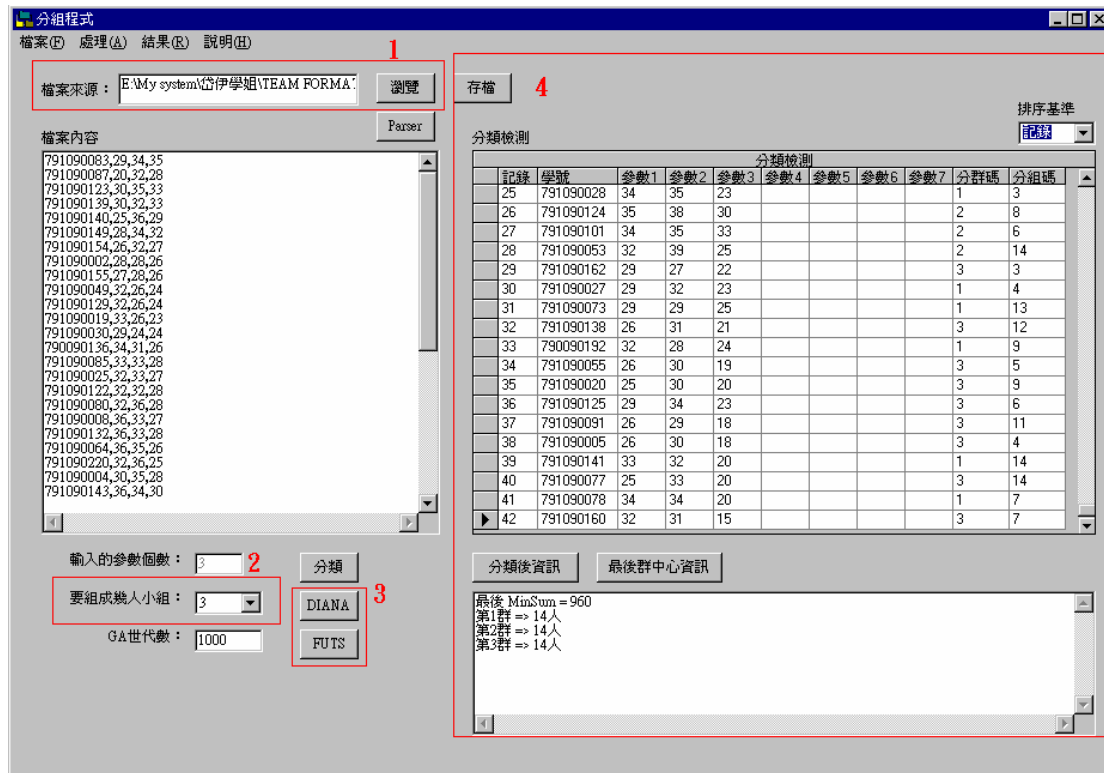 分組程式
檔案(F) 處理(A) 結果(R) 說明(H)
1
檔案來源： E:\My system\岱伊學姐\TEAM FORMAT
瀏覽
存檔
4
Parser
排序基準
記錄
檔案內容
791090083,29,34,35
791090087,20,32,28
791090123,30,35,33
791090139,30,32,33
791090140,25,36,29
791090149,28,34,32
791090154,26,32,27
791090002,28,28,26
791090155,27,28,26
791090049,32,26,24
791090129,32,26,24
791090019,33,26,23
791090030,29,24,24
790090136,34,31,26
791090085,33,33,28
791090025,32,33,27
791090122,32,32,28
791090080,32,36,28
791090008,36,33,27
791090132,36,33,28
791090064,36,35,26
791090220,32,36,25
791090004,30,35,28
791090143,36,34,30
分類檢測
分類檢測
記錄 學號 參數1 參數2 參數3 參數4 參數5 參數6 參數7 分群碼 分組碼
25 791090028 34 35 23 1 3
26 791090124 35 38 30 2 8
27 791090101 34 35 33 2 6
28 791090053 32 39 25 2 14
29 791090162 29 27 22 3 3
30 791090027 29 32 23 1 4
31 791090073 29 29 25 1 13
32 791090138 26 31 21 3 12
33 790090192 32 28 24 1 9
34 791090055 26 30 19 3 5
35 791090020 25 30 20 3 9
36 791090125 29 34 23 3 6
37 791090091 26 29 18 3 11
38 791090005 26 30 18 3 4
39 791090141 33 32 20 1 14
40 791090077 25 33 20 3 14
41 791090078 34 34 20 1 7
42 791090160 32 31 15 3 7
輸入的參數個數： 3
2
分類
要組成幾人小組： 3
DIANA
3
GA世代數： 1000
FUTS
分類後資訊
最後群中心資訊
最後 MinSum = 960
第1群 => 14人
第2群 => 14人
第3群 => 14人